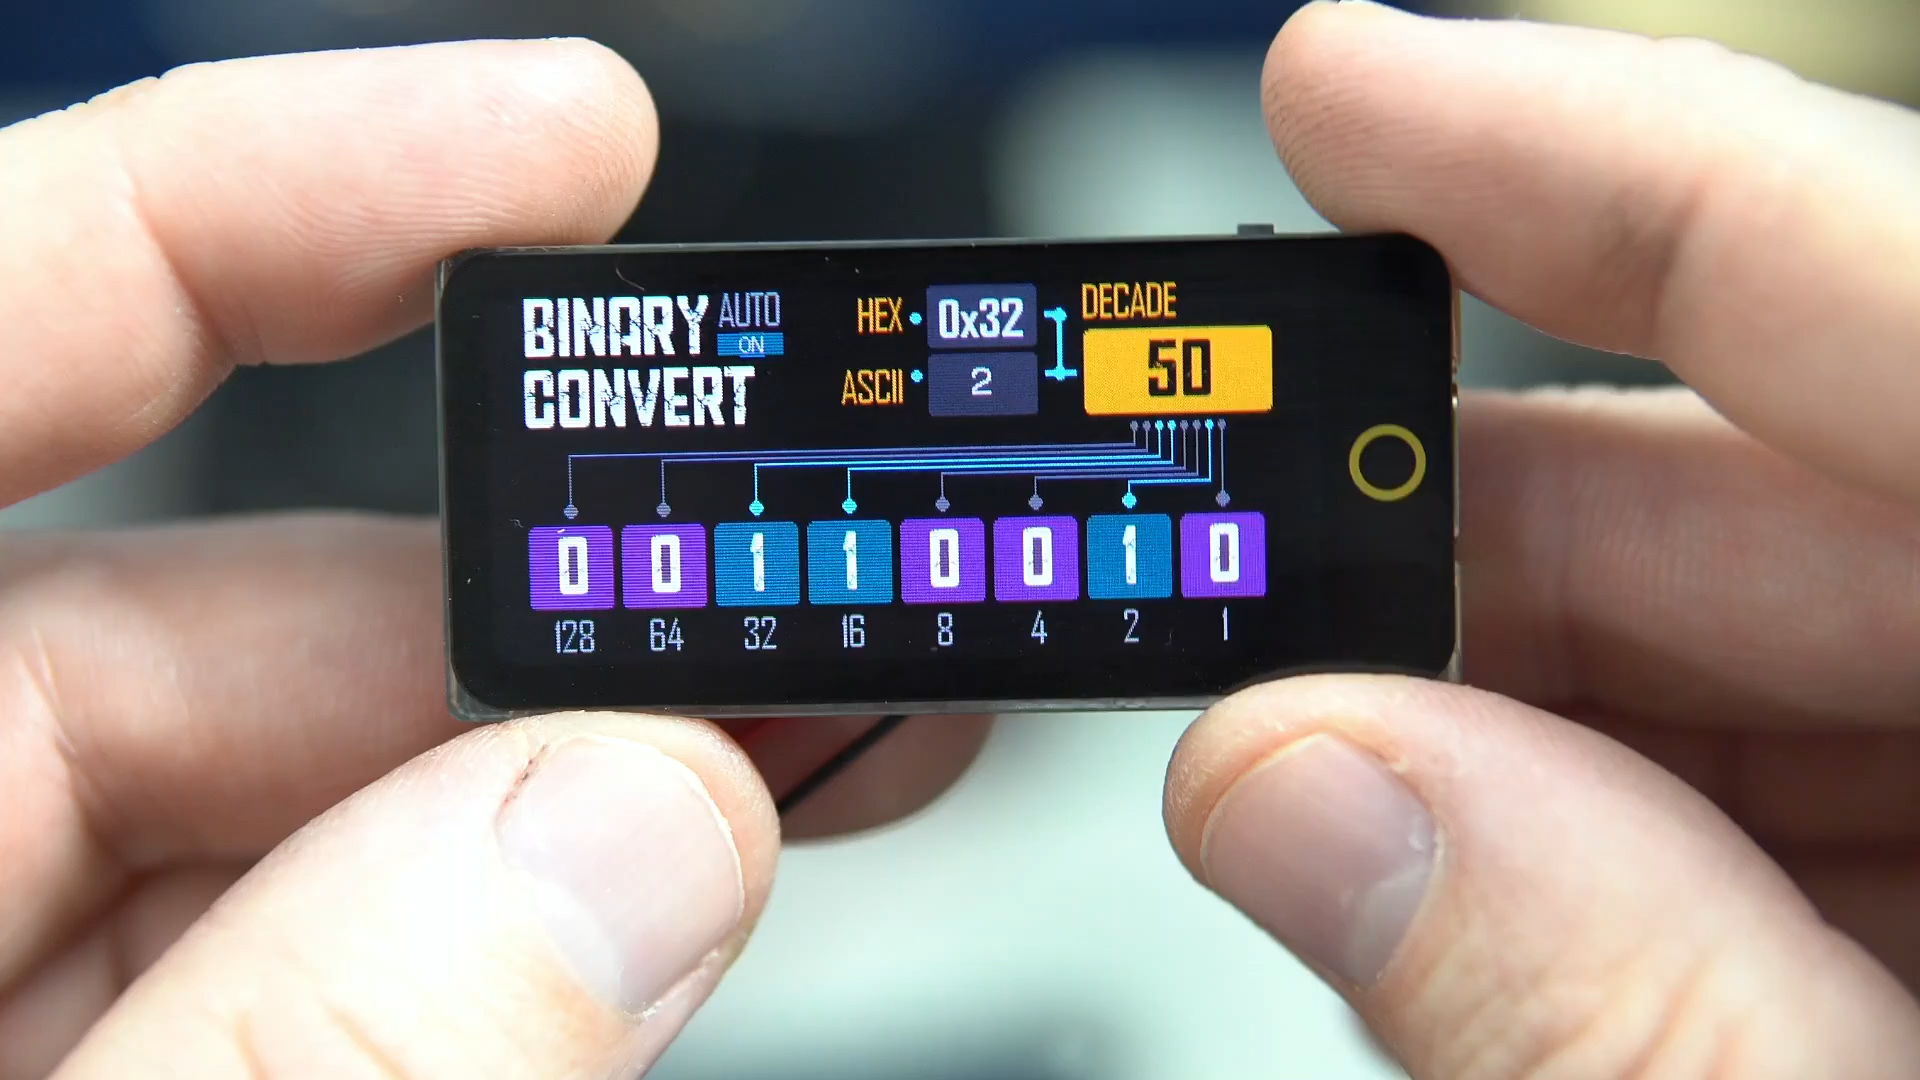 BINARY AUTO
ON
CONVERT
HEX 0x32
ASCII 2
DECADE
50
0 0 1 1 0 0 1 0
128 64 32 16 8 4 2 1